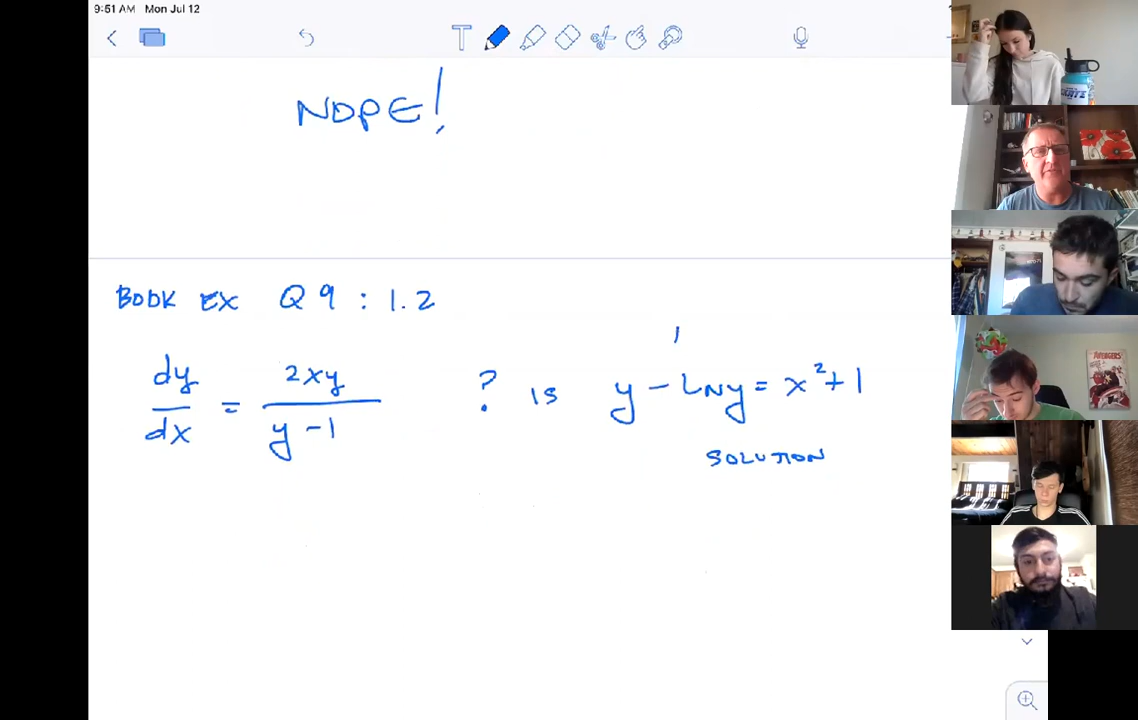 9:51 AM Mon Jul 12
NOPE!
BOOK EX Q 9 : 1.2
dy/dx = 2xy/(y-1) ? IS y - LNy = x²+1
SOLUTION